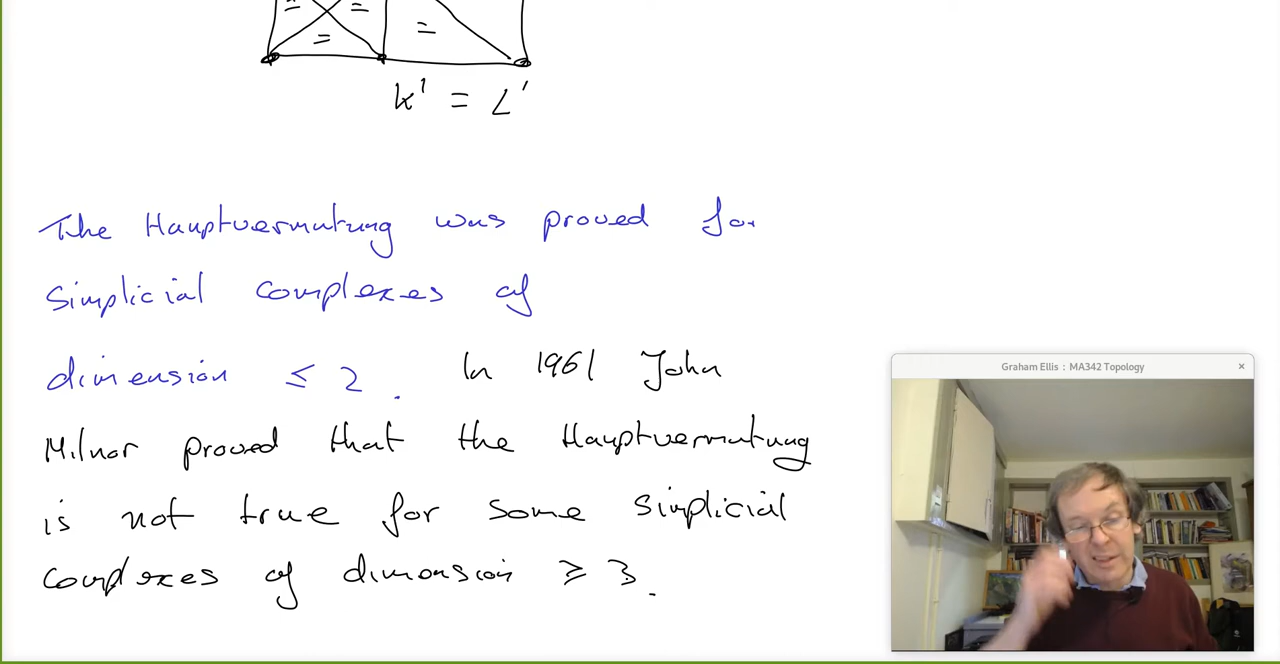 K' = L'
The Hauptvermutung was proved for
simplicial complexes of
dimension ≤ 2. In 1961 John
Milnor proved that the Hauptvermutung
is not true for some simplicial
complexes of dimension ≥ 3.
Graham Ellis : MA342 Topology